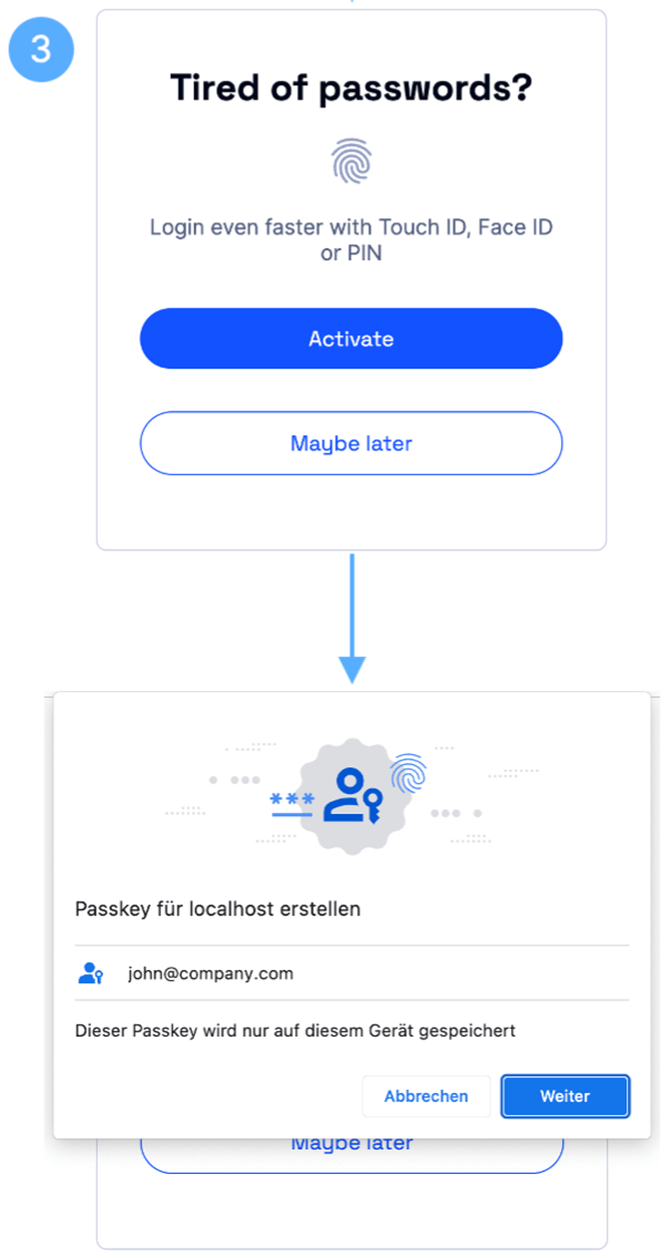 3
Tired of passwords?
Login even faster with Touch ID, Face ID
or PIN
Activate
Maybe later
***
Passkey für localhost erstellen
john@company.com
Dieser Passkey wird nur auf diesem Gerät gespeichert
Abbrechen
Weiter
Maybe later